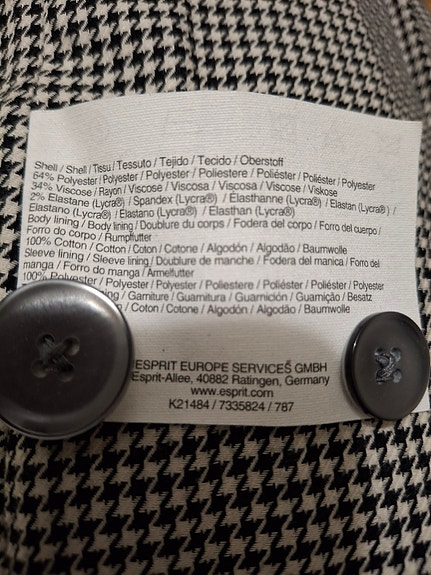 Shell / Shell / Tissu / Tessuto / Tejido / Tecido / Oberstoff
64% Polyester / Polyester / Polyester / Poliestere / Poliéster / Poliéster / Polyester
34% Viscose / Rayon / Viscose / Viscosa / Viscosa / Viscose / Viskose
2% Elastane (Lycra®) / Spandex (Lycra®) / Élasthanne (Lycra®) / Elastan (Lycra®) /
Elastano (Lycra®) / Elastano (Lycra®) / Elasthan (Lycra®)
Body lining / Body lining / Doublure du corps / Fodera del corpo / Forro del cuerpo /
Forro do corpo / Rumpffutter
100% Cotton / Cotton / Coton / Cotone / Algodón / Algodão / Baumwolle
Sleeve lining / Sleeve lining / Doublure de manche / Fodera del manica / Forro del
manga / Forro do manga / Ärmelfutter
100% Polyester / Polyester / Polyester / Poliestere / Poliéster / Poliéster / Polyester
/ Garniture / Guarnitura / Guarnición / Guarnição / Besatz
/ Coton / Cotone / Algodón / Algodão / Baumwolle
ESPRIT EUROPE SERVICES GMBH
Esprit-Allee, 40882 Ratingen, Germany
www.esprit.com
K21484 / 7335824 / 787